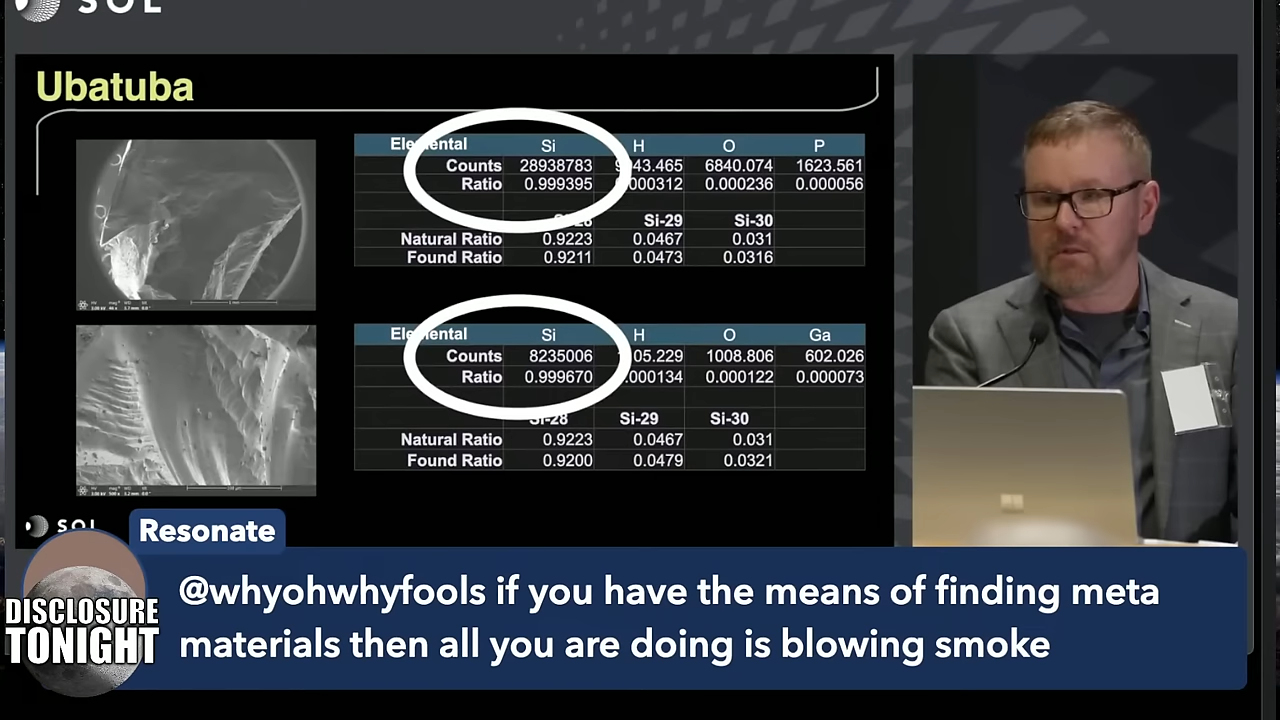 SOL
Ubatuba
Elemental Si H O P
Counts 28938783 6840.074 1623.561
Ratio 0.999395 .000312 0.000236 0.000056
Si-29 Si-30
Natural Ratio 0.9223 0.0467 0.031
Found Ratio 0.9211 0.0473 0.0316
Elemental Si H O Ga
Counts 8235006 05.229 1008.806 602.026
Ratio 0.999670 .000134 0.000122 0.000073
Si-28 Si-29 Si-30
Natural Ratio 0.9223 0.0467 0.031
Found Ratio 0.9200 0.0479 0.0321
SOL
Resonate
@whyohwhyfools if you have the means of finding meta
materials then all you are doing is blowing smoke
DISCLOSURE
TONIGHT